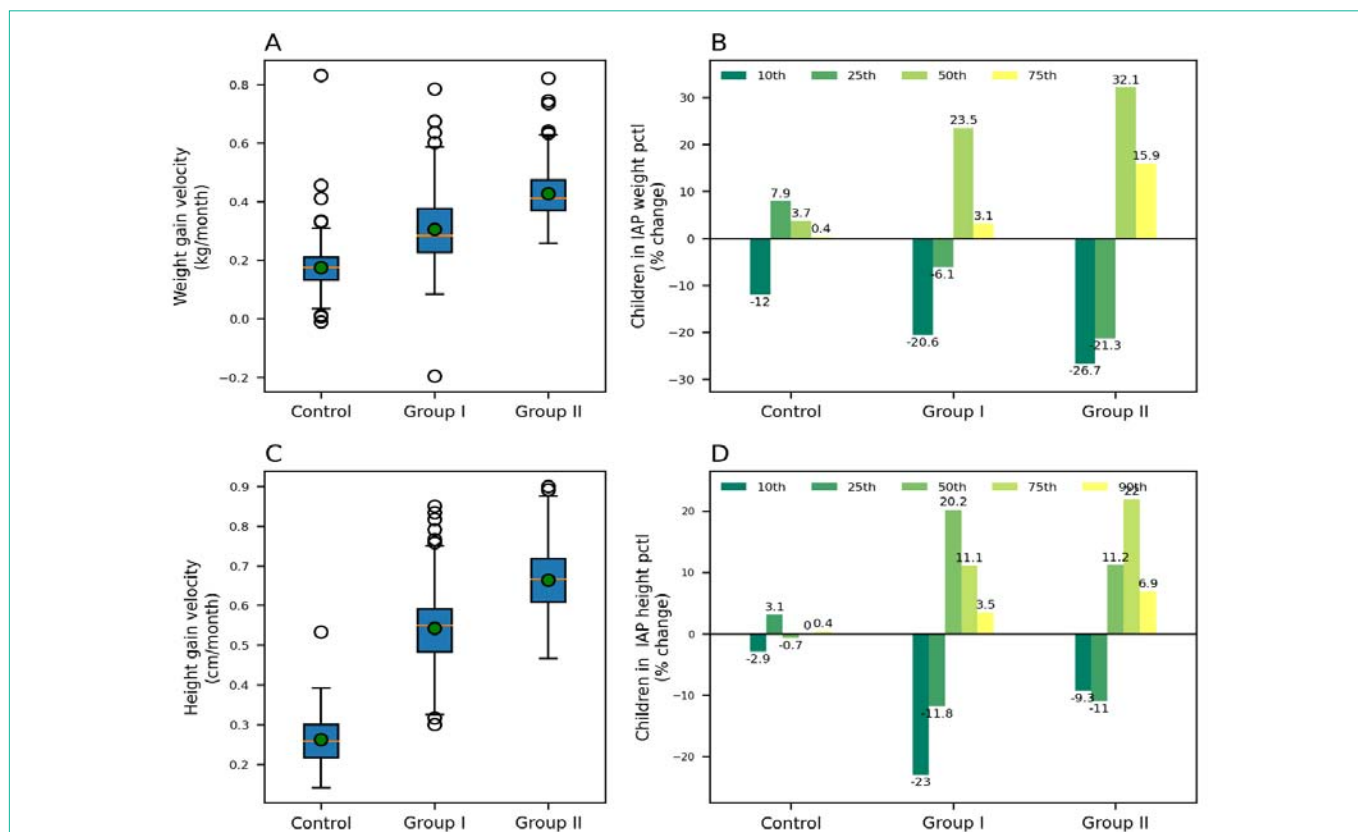 A
Weight gain velocity
(kg/month)
0.8
0.6
0.4
0.2
0.0
−0.2
Control Group I Group II
B
Children in IAP weight pctl
(% change)
30
20
10
0
−10
−20
−30
10th 25th 50th 75th
-12
7.9
3.7
0.4
-20.6
-6.1
23.5
3.1
-26.7
-21.3
32.1
15.9
Control Group I Group II
C
Height gain velocity
(cm/month)
0.9
0.8
0.7
0.6
0.5
0.4
0.3
0.2
Control Group I Group II
D
Children in IAP height pctl
(% change)
20
10
0
−10
−20
10th 25th 50th 75th 90th
-2.9
3.1
-0.7
0
0.4
-23
-11.8
20.2
11.1
3.5
-9.3
-11
11.2
22
6.9
Control Group I Group II